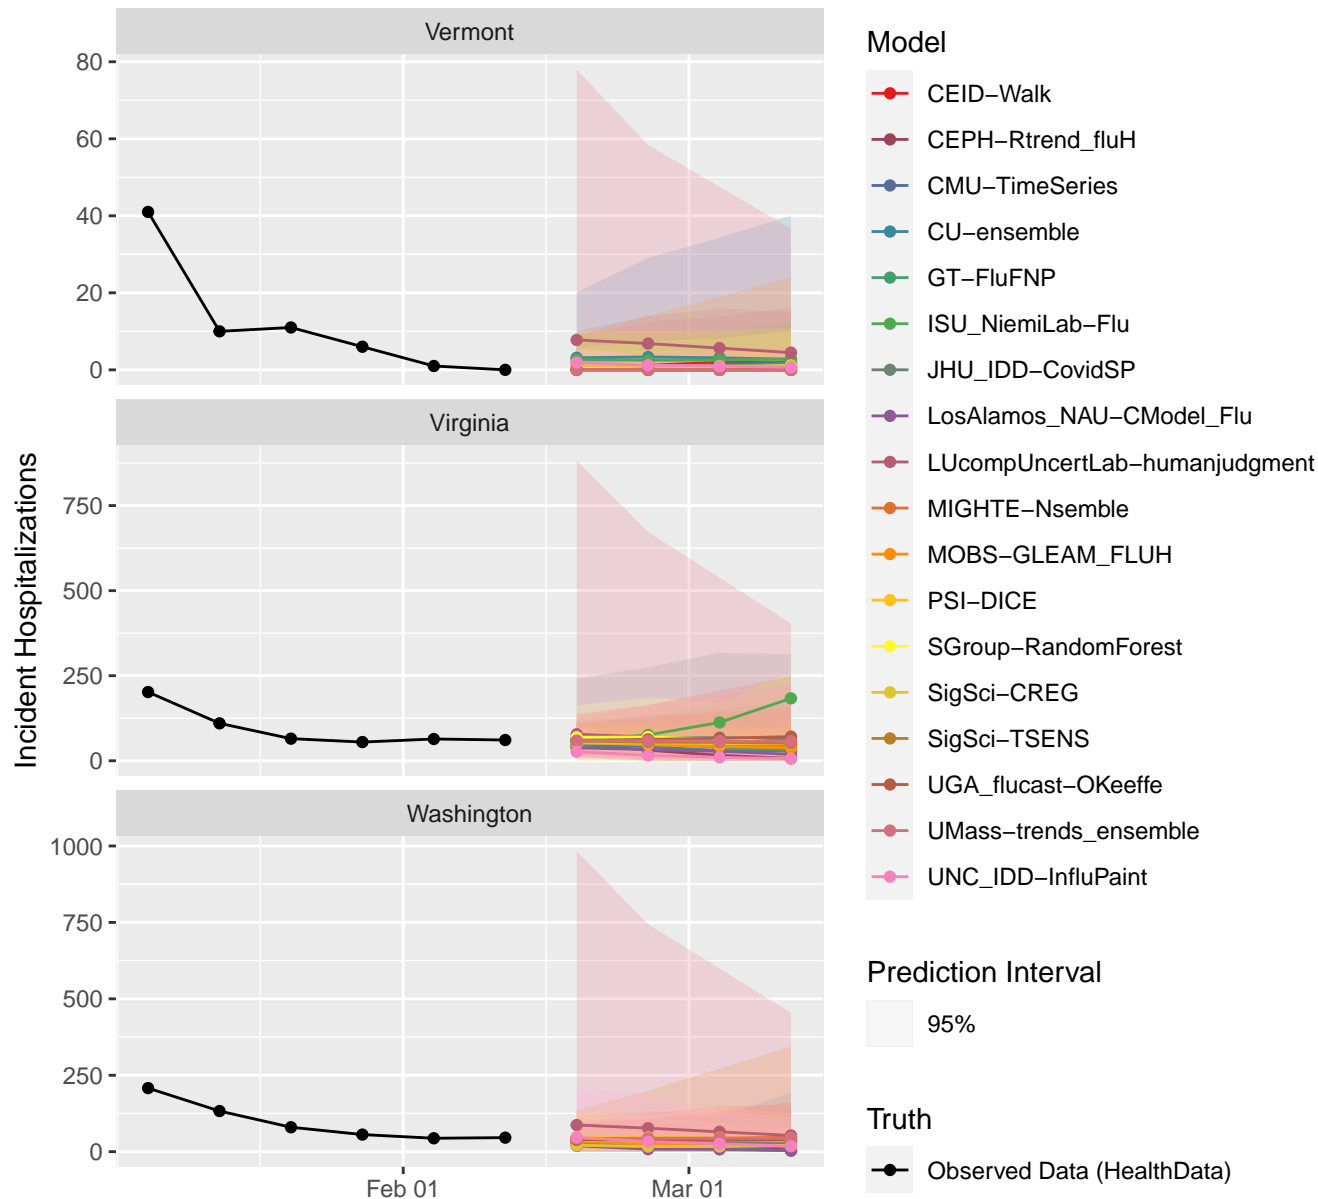 Vermont
80
60
40
20
0
Virginia
750
500
250
0
Washington
1000
750
500
250
0
Feb 01
Mar 01
Incident Hospitalizations
Model
CEID−Walk
CEPH−Rtrend_fluH
CMU−TimeSeries
CU−ensemble
GT−FluFNP
ISU_NiemiLab−Flu
JHU_IDD−CovidSP
LosAlamos_NAU−CModel_Flu
LUcompUncertLab−humanjudgment
MIGHTE−Nsemble
MOBS−GLEAM_FLUH
PSI−DICE
SGroup−RandomForest
SigSci−CREG
SigSci−TSENS
UGA_flucast−OKeeffe
UMass−trends_ensemble
UNC_IDD−InfluPaint
Prediction Interval
95%
Truth
Observed Data (HealthData)